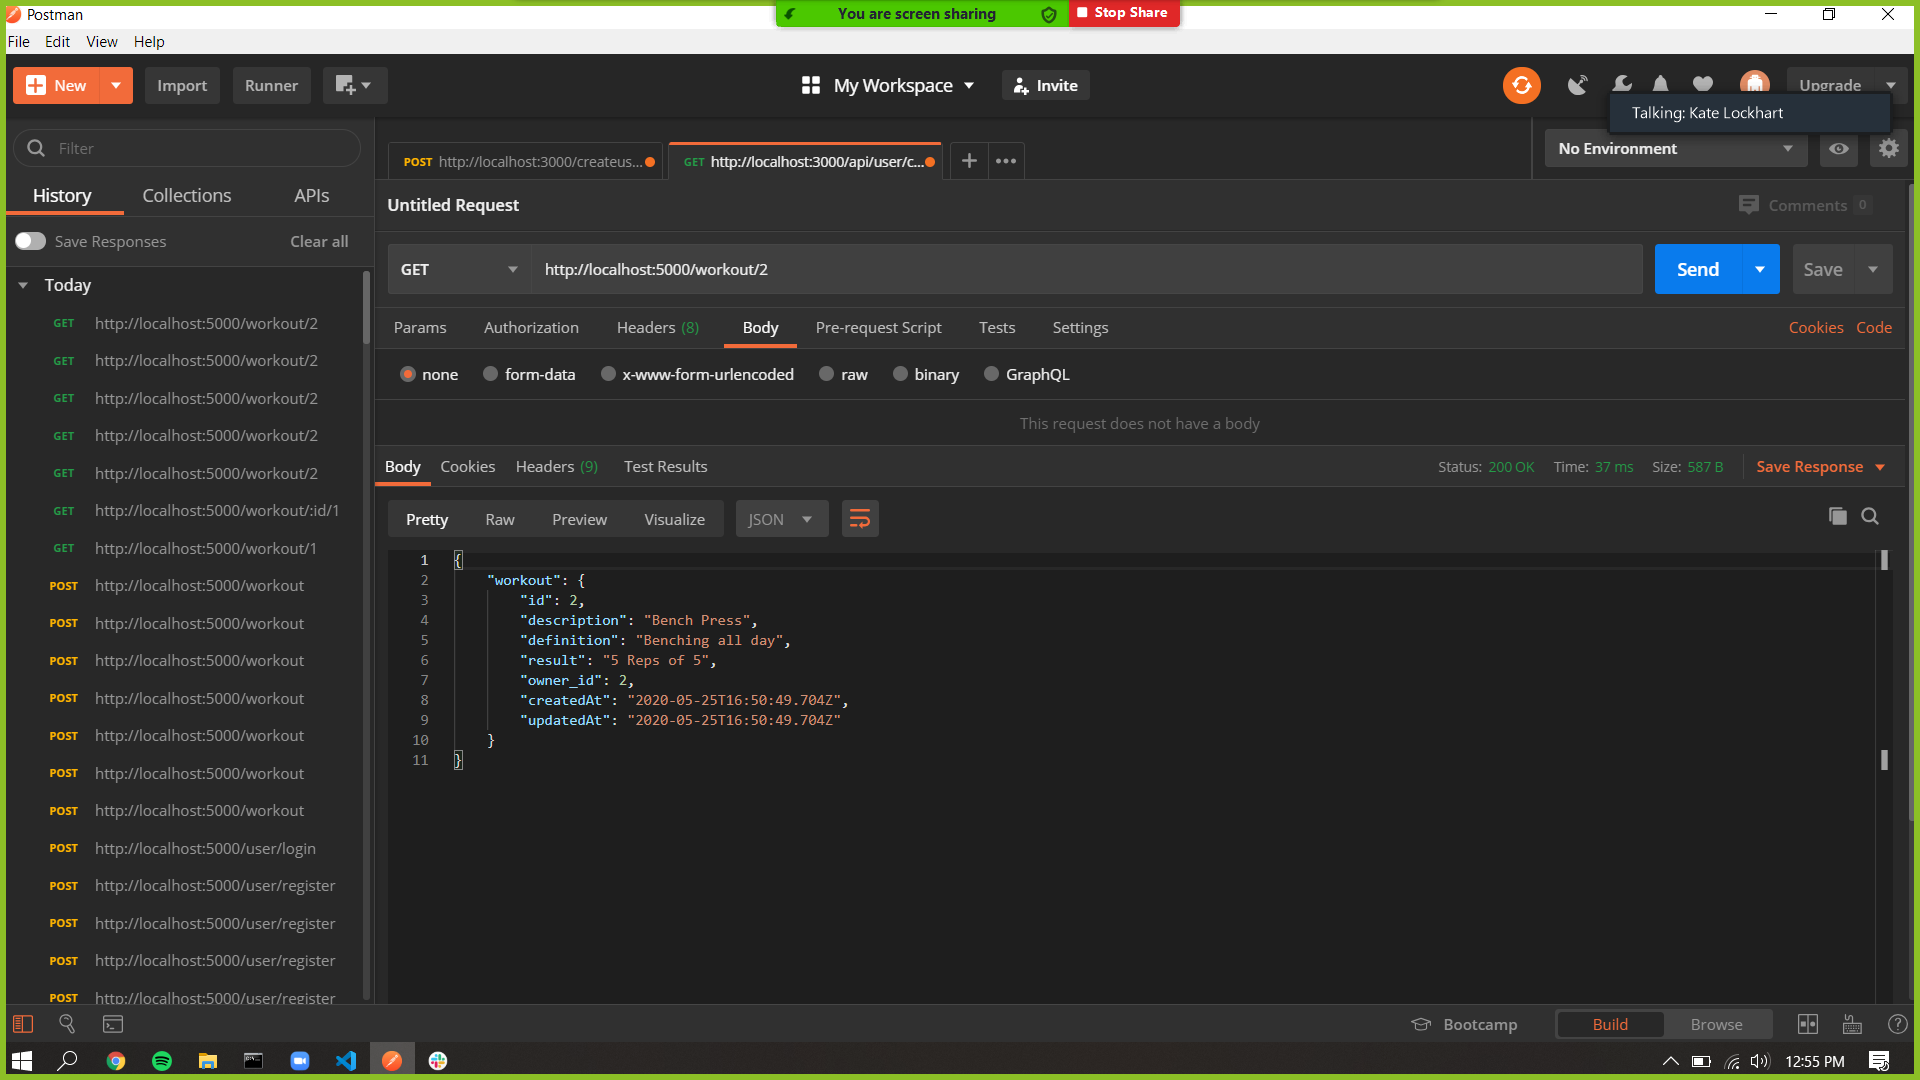 Postman
You are screen sharing
Stop Share
File Edit View Help
New Import Runner My Workspace Invite Upgrade
Talking: Kate Lockhart
Filter
History Collections APIs
Save Responses Clear all
Today
GET http://localhost:5000/workout/2
GET http://localhost:5000/workout/2
GET http://localhost:5000/workout/2
GET http://localhost:5000/workout/2
GET http://localhost:5000/workout/2
GET http://localhost:5000/workout/:id/1
GET http://localhost:5000/workout/1
POST http://localhost:5000/workout
POST http://localhost:5000/workout
POST http://localhost:5000/workout
POST http://localhost:5000/workout
POST http://localhost:5000/workout
POST http://localhost:5000/workout
POST http://localhost:5000/workout
POST http://localhost:5000/user/login
POST http://localhost:5000/user/register
POST http://localhost:5000/user/register
POST http://localhost:5000/user/register
POST http://localhost:5000/user/register
POST http://localhost:3000/createus... GET http://localhost:3000/api/user/c... No Environment
Untitled Request Comments 0
GET http://localhost:5000/workout/2 Send Save
Params Authorization Headers (8) Body Pre-request Script Tests Settings Cookies Code
none form-data x-www-form-urlencoded raw binary GraphQL
This request does not have a body
Body Cookies Headers (9) Test Results Status: 200 OK Time: 37 ms Size: 587 B Save Response
Pretty Raw Preview Visualize JSON
1 {
2 "workout": {
3 "id": 2,
4 "description": "Bench Press",
5 "definition": "Benching all day",
6 "result": "5 Reps of 5",
7 "owner_id": 2,
8 "createdAt": "2020-05-25T16:50:49.704Z",
9 "updatedAt": "2020-05-25T16:50:49.704Z"
10 }
11 }
Bootcamp Build Browse
12:55 PM